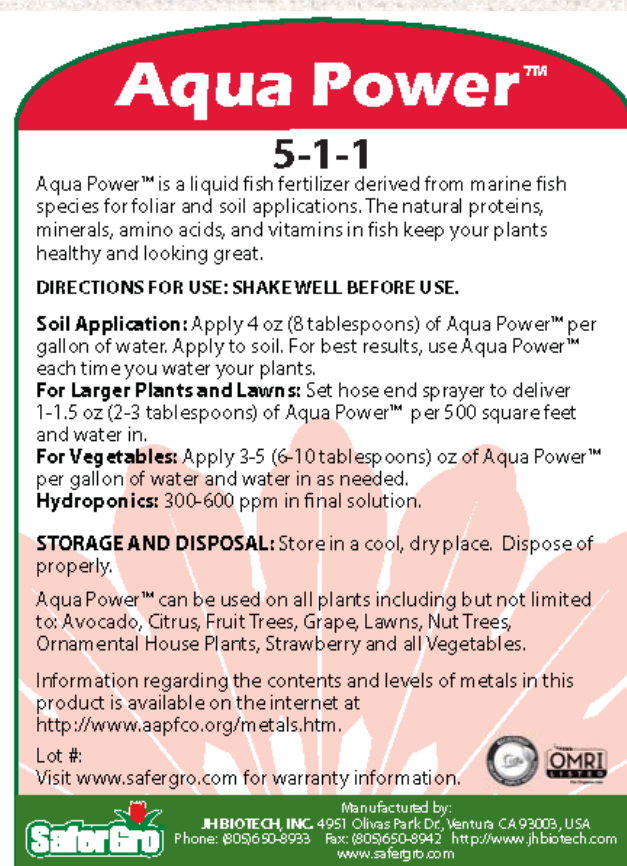 Aqua Power™
5-1-1
Aqua Power™ is a liquid fish fertilizer derived from marine fish
species for foliar and soil applications. The natural proteins,
minerals, amino acids, and vitamins in fish keep your plants
healthy and looking great.
DIRECTIONS FOR USE: SHAKE WELL BEFORE USE.
Soil Application: Apply 4 oz (8 tablespoons) of Aqua Power™ per
gallon of water. Apply to soil. For best results, use Aqua Power™
each time you water your plants.
For Larger Plants and Lawns: Set hose end sprayer to deliver
1-1.5 oz (2-3 tablespoons) of Aqua Power™ per 500 square feet
and water in.
For Vegetables: Apply 3-5 (6-10 tablespoons) oz of Aqua Power™
per gallon of water and water in as needed.
Hydroponics: 300-600 ppm in final solution.
STORAGE AND DISPOSAL: Store in a cool, dry place. Dispose of
properly.
Aqua Power™ can be used on all plants including but not limited
to: Avocado, Citrus, Fruit Trees, Grape, Lawns, Nut Trees,
Ornamental House Plants, Strawberry and all Vegetables.
Information regarding the contents and levels of metals in this
product is available on the internet at
http://www.aapfco.org/metals.htm.
Lot #:
Visit www.safergro.com for warranty information.
OMRI
LISTED
SaferGro
Manufactured by:
JH BIOTECH, INC. 4951 Olivas Park Dr., Ventura CA 93003, USA
Phone: (805)650-8933 Fax: (805)650-8942 http://www.jhbiotech.com
www.safergro.com